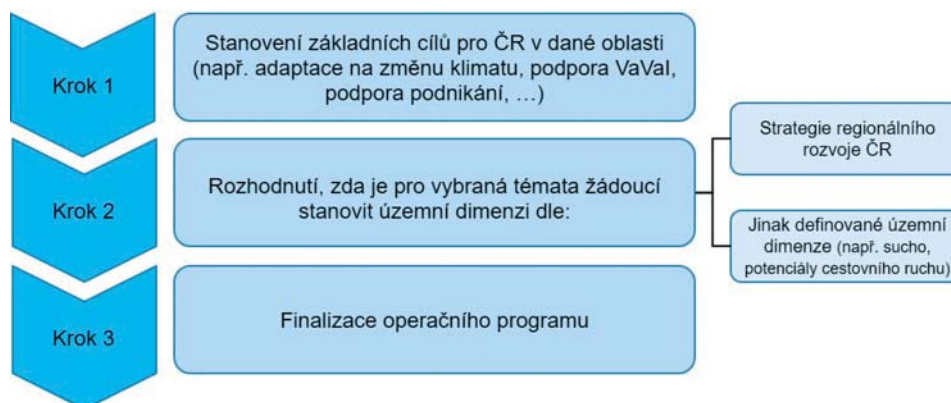 Krok 1
Stanovení základních cílů pro ČR v dané oblasti
(např. adaptace na změnu klimatu, podpora VaVaI,
podpora podnikání, …)
Krok 2
Rozhodnutí, zda je pro vybraná témata žádoucí
stanovit územní dimenzi dle:
Strategie regionálního
rozvoje ČR
Jinak definované územní
dimenze (např. sucho,
potenciály cestovního ruchu)
Krok 3
Finalizace operačního programu